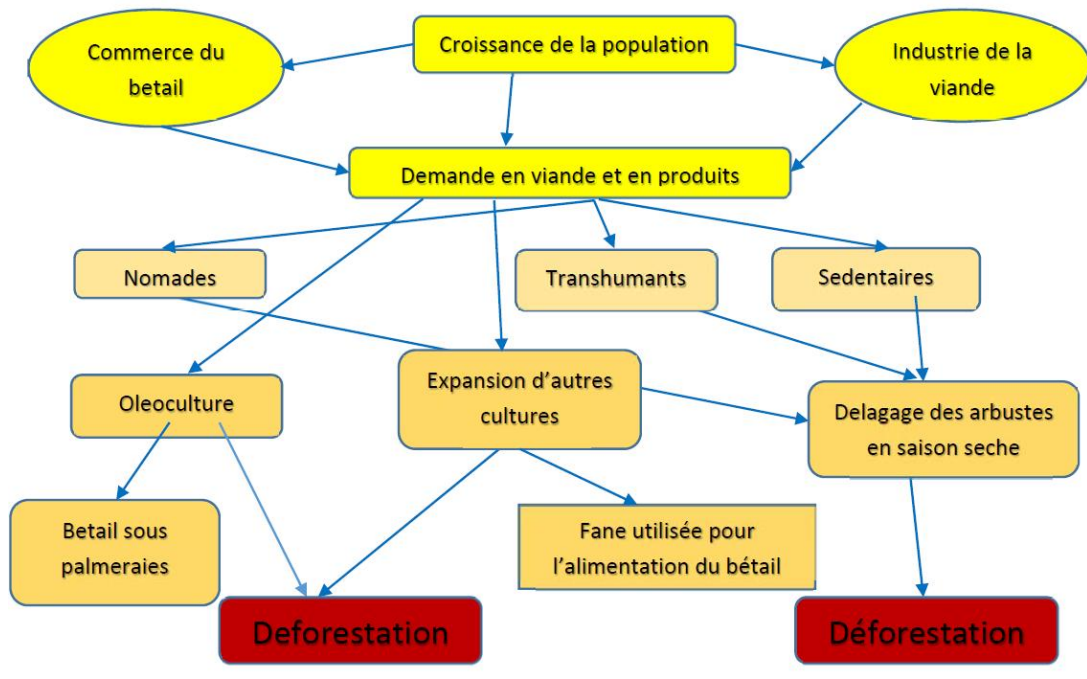 Commerce du
betail
Croissance de la population
Industrie de la
viande
Demande en viande et en produits
Nomades
Transhumants
Sedentaires
Oleoculture
Expansion d’autres
cultures
Delagage des arbustes
en saison seche
Betail sous
palmeraies
Fane utilisée pour
l’alimentation du bétail
Deforestation
Déforestation